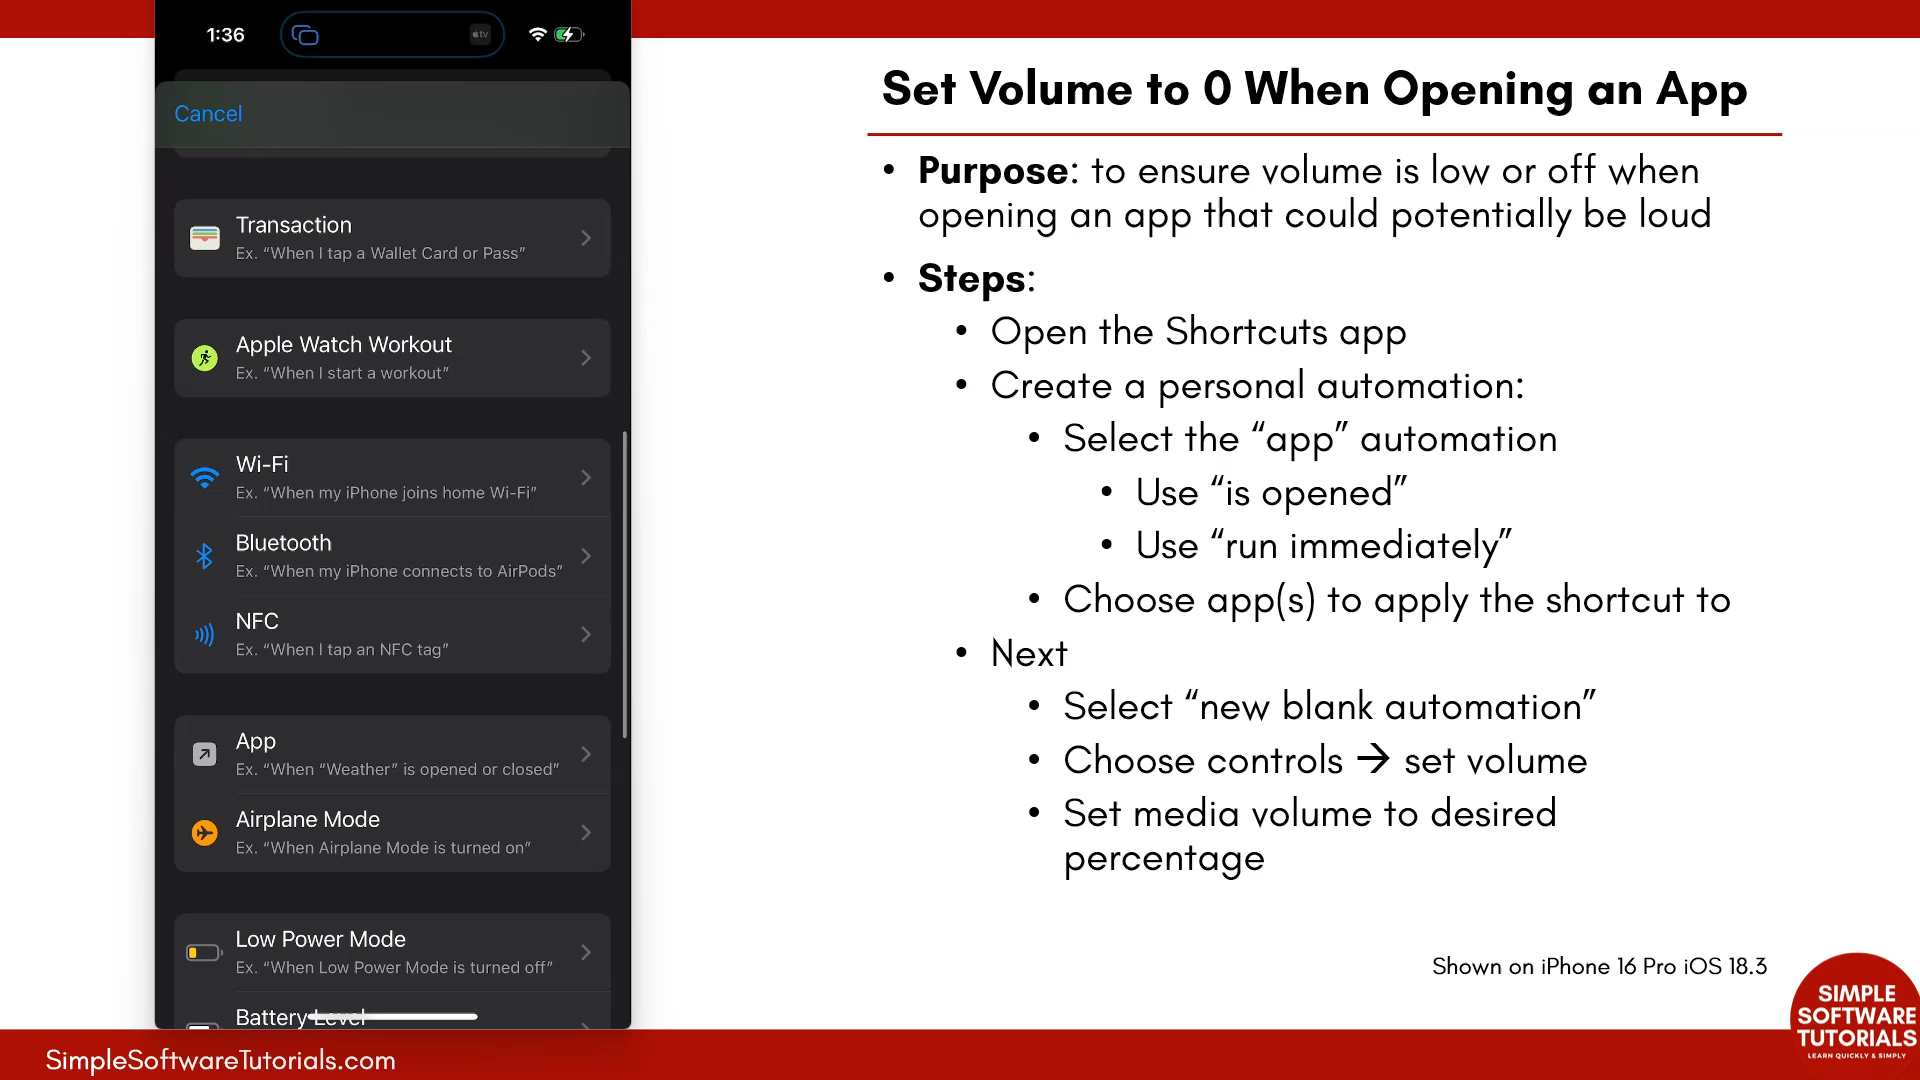 1:36
tv
Cancel
Transaction
Ex. “When I tap a Wallet Card or Pass”
Apple Watch Workout
Ex. “When I start a workout”
Wi-Fi
Ex. “When my iPhone joins home Wi-Fi”
Bluetooth
Ex. “When my iPhone connects to AirPods”
NFC
Ex. “When I tap an NFC tag”
App
Ex. “When “Weather” is opened or closed”
Airplane Mode
Ex. “When Airplane Mode is turned on”
Low Power Mode
Ex. “When Low Power Mode is turned off”
Battery Level
Set Volume to 0 When Opening an App
• Purpose: to ensure volume is low or off when
opening an app that could potentially be loud
• Steps:
• Open the Shortcuts app
• Create a personal automation:
• Select the “app” automation
• Use “is opened”
• Use “run immediately”
• Choose app(s) to apply the shortcut to
• Next
• Select “new blank automation”
• Choose controls → set volume
• Set media volume to desired
percentage
Shown on iPhone 16 Pro iOS 18.3
SIMPLE
SOFTWARE
TUTORIALS
LEARN QUICKLY & SIMPLY
SimpleSoftwareTutorials.com